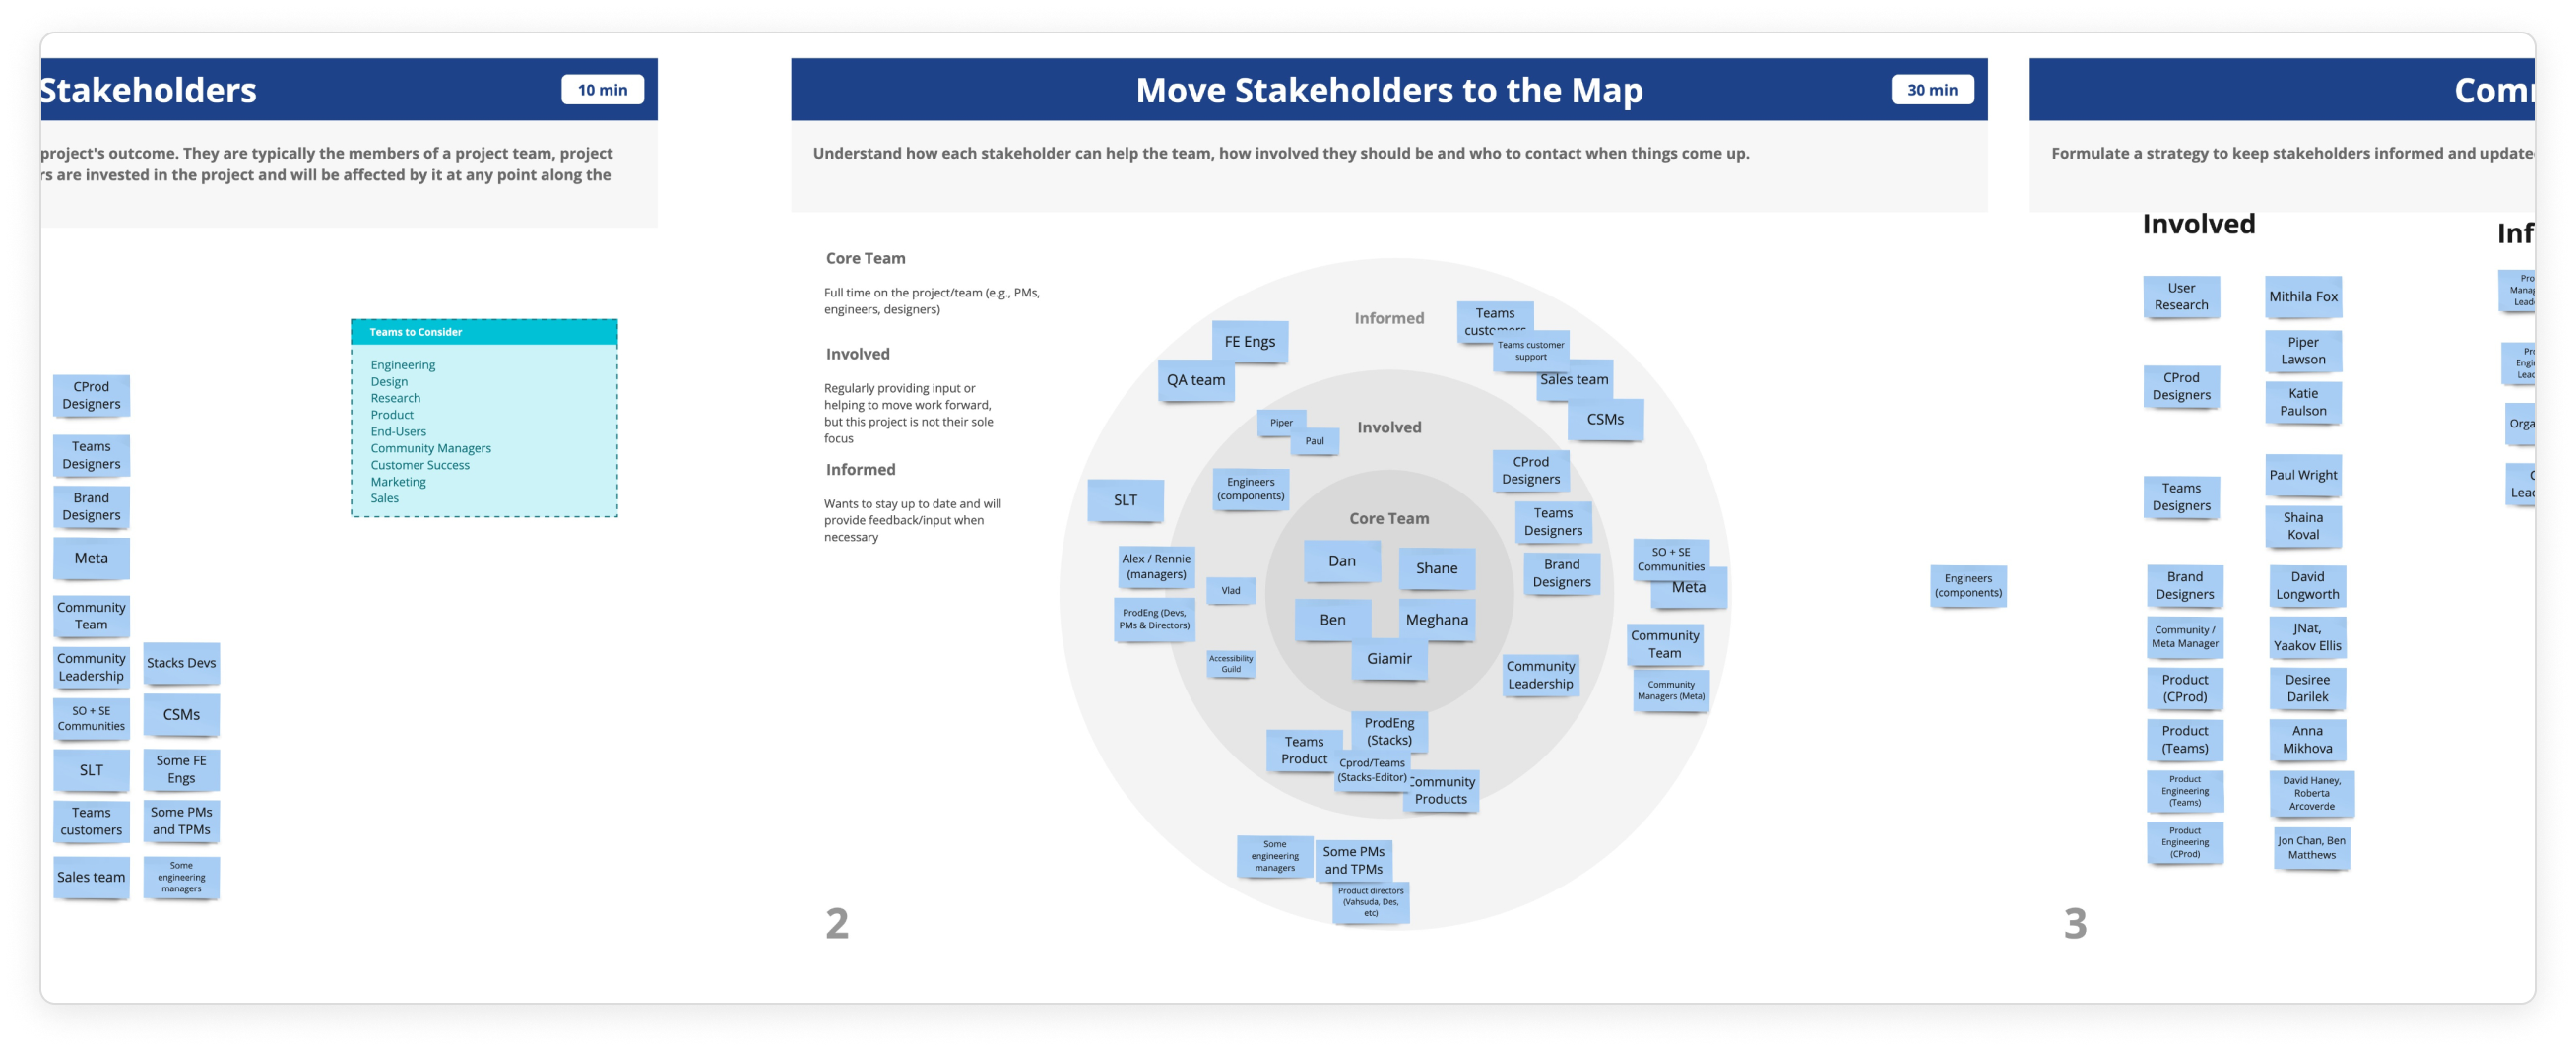 Stakeholders
10 min
project's outcome. They are typically the members of a project team, project
rs are invested in the project and will be affected by it at any point along the
Teams to Consider
Engineering
Design
Research
Product
End-Users
Community Managers
Customer Success
Marketing
Sales
CProd
Designers
Teams
Designers
Brand
Designers
Meta
Community
Team
Community
Leadership
SO + SE
Communities
SLT
Teams
customers
Sales team
Stacks Devs
CSMs
Some FE
Engs
Some PMs
and TPMs
Some
engineering
managers
Move Stakeholders to the Map
30 min
Understand how each stakeholder can help the team, how involved they should be and who to contact when things come up.
Core Team
Full time on the project/team (e.g., PMs,
engineers, designers)
Involved
Regularly providing input or
helping to move work forward,
but this project is not their sole
focus
Informed
Wants to stay up to date and will
provide feedback/input when
necessary
Informed
FE Engs
QA team
Teams
customers
Teams customer
support
Sales team
CSMs
SLT
Alex / Rennie
(managers)
ProdEng (Devs,
PMs & Directors)
SO + SE
Communities
Meta
Community
Team
Community
Managers (Meta)
Some
engineering
managers
Some PMs
and TPMs
Product directors
(Vahsuda, Des,
etc)
Involved
Piper
Paul
Engineers
(components)
Vlad
Accessibility
Guild
CProd
Designers
Teams
Designers
Brand
Designers
Community
Leadership
Teams
Product
ProdEng
(Stacks)
Cprod/Teams
(Stacks-Editor)
Community
Products
Core Team
Dan
Shane
Ben
Meghana
Giamir
2
Engineers
(components)
Com
Formulate a strategy to keep stakeholders informed and update
Involved
User
Research
CProd
Designers
Teams
Designers
Brand
Designers
Community /
Meta Manager
Product
(CProd)
Product
(Teams)
Product
Engineering
(Teams)
Product
Engineering
(CProd)
Mithila Fox
Piper
Lawson
Katie
Paulson
Paul Wright
Shaina
Koval
David
Longworth
JNat,
Yaakov Ellis
Desiree
Darilek
Anna
Mikhova
David Haney,
Roberta
Arcoverde
Jon Chan, Ben
Matthews
Inf
3